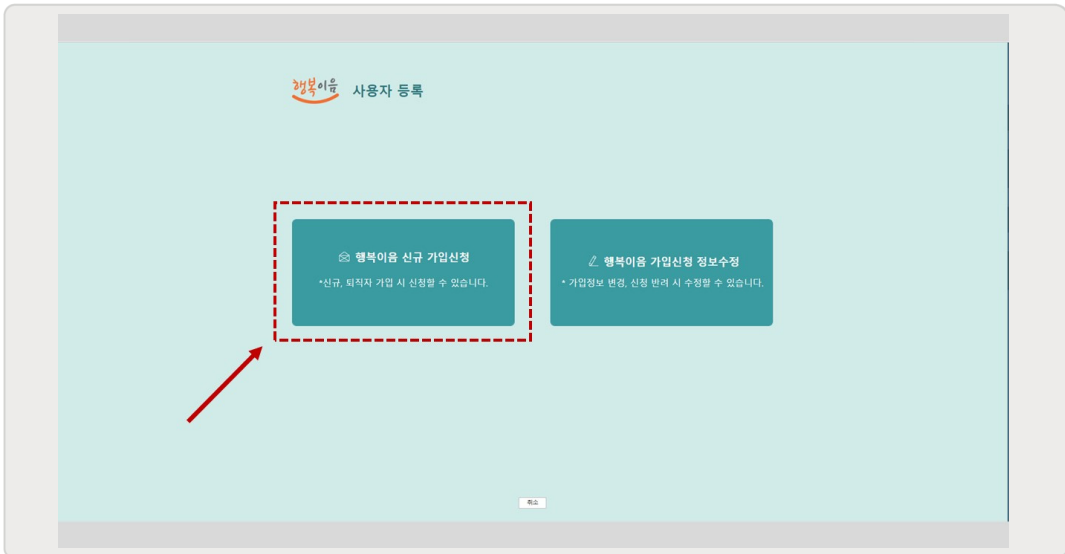 행복이음 사용자 등록
행복이음 신규 가입신청
*신규, 퇴직자 가입 시 신청할 수 있습니다.
행복이음 가입신청 정보수정
* 가입정보 변경, 신청 반려 시 수정할 수 있습니다.
취소